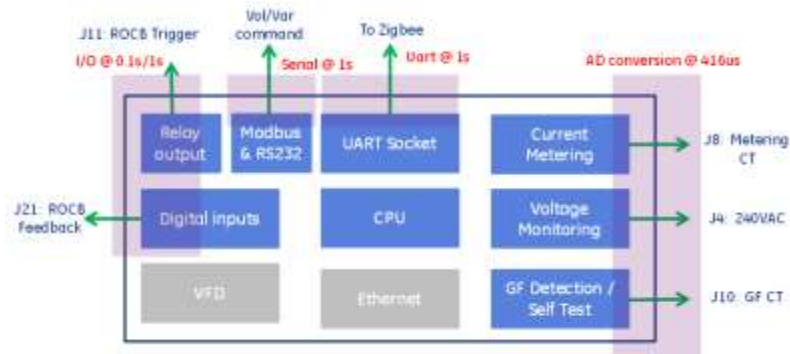 Vol/Var
command
To Zigbee
J11: ROCB Trigger
I/O @ 0.1s/1s
Serial @ 1s
Uart @ 1s
AD conversion @ 416us
Relay
output
Modbus
& RS232
UART Socket
Current
Metering
J8: Metering
CT
J21: ROCB
Feedback
Digital inputs
CPU
Voltage
Monitoring
J4: 240VAC
VFD
Ethernet
GF Detection /
Self Test
J10: GF CT